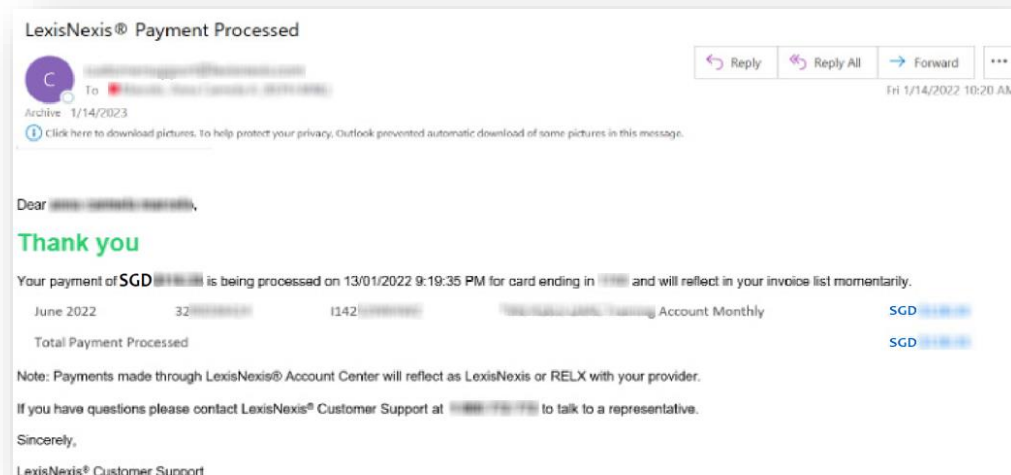 LexisNexis® Payment Processed
C
To
Reply
Reply All
Forward
Fri 1/14/2022 10:20 AM
Archive 1/14/2023
Click here to download pictures. To help protect your privacy, Outlook prevented automatic download of some pictures in this message.
Dear
Thank you
Your payment of SGD is being processed on 13/01/2022 9:19:35 PM for card ending in and will reflect in your invoice list momentarily.
June 2022 32 I142 Account Monthly SGD
Total Payment Processed SGD
Note: Payments made through LexisNexis® Account Center will reflect as LexisNexis or RELX with your provider.
If you have questions please contact LexisNexis® Customer Support at to talk to a representative.
Sincerely,
LexisNexis® Customer Support